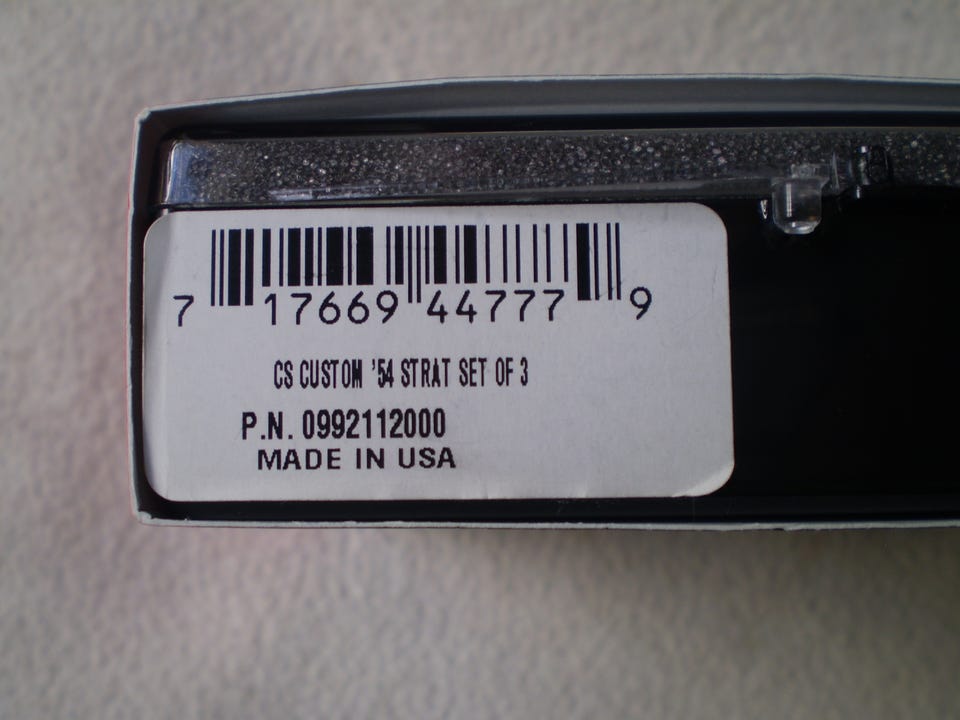 7 17669 44777 9
CS CUSTOM '54 STRAT SET OF 3
P.N. 0992112000
MADE IN USA